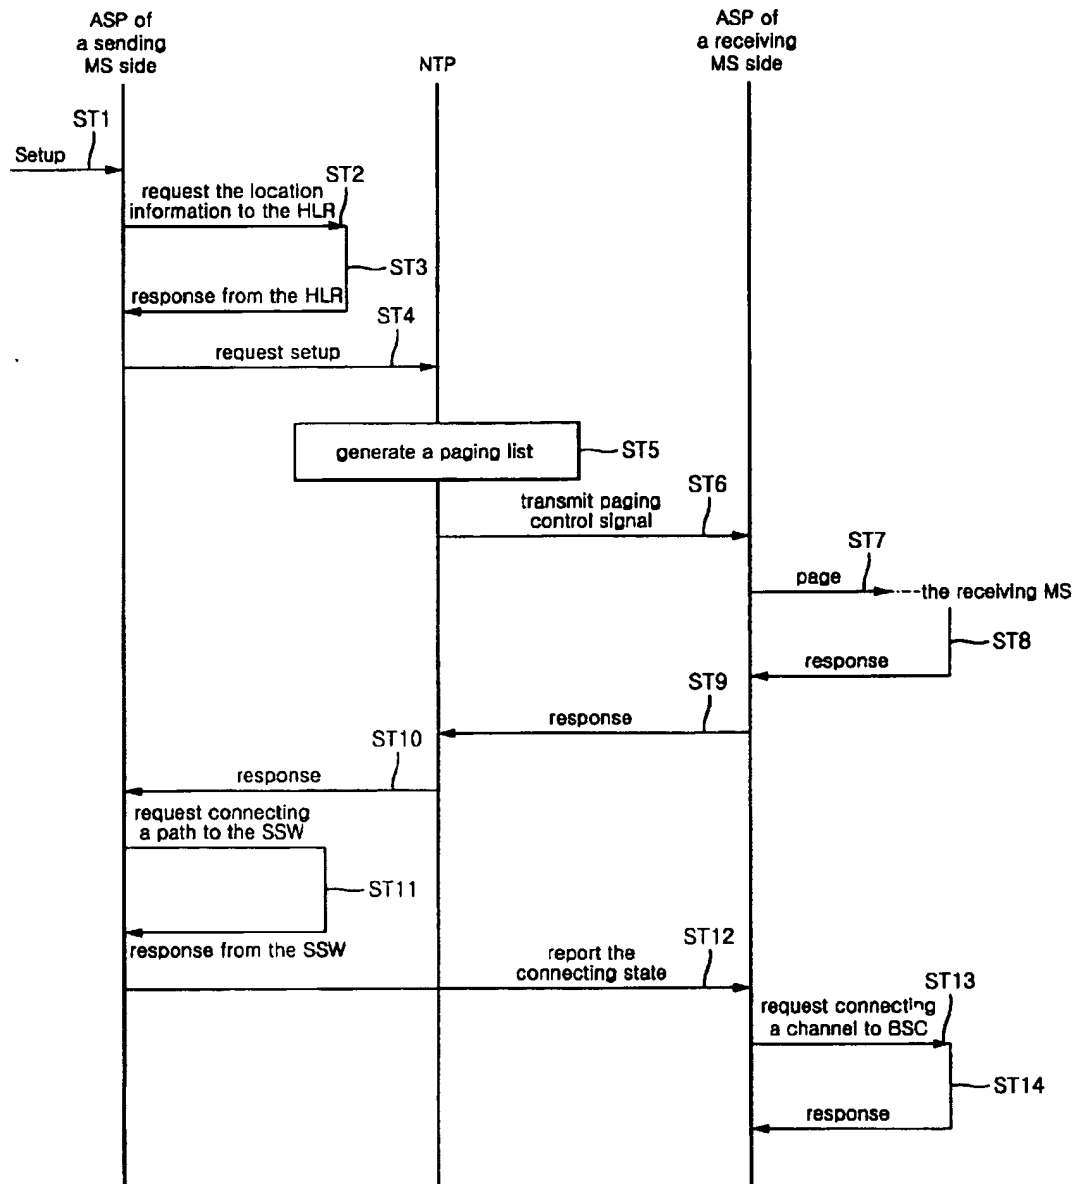 ASP of
a sending
MS side
NTP
ASP of
a receiving
MS side
ST1
Setup
ST2
request the location
information to the HLR
ST3
response from the HLR
ST4
request setup
generate a paging list
ST5
ST6
transmit paging
control signal
ST7
page
the receiving MS
ST8
response
ST9
response
ST10
response
request connecting
a path to the SSW
ST11
response from the SSW
ST12
report the
connecting state
ST13
request connecting
a channel to BSC
ST14
response